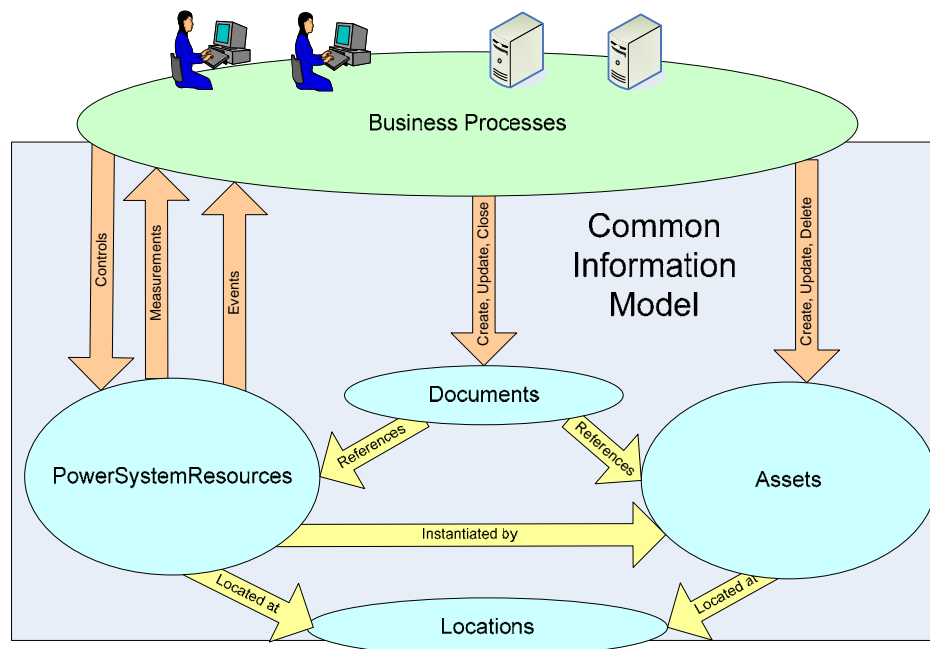 Business Processes
Controls
Measurements
Events
Create, Update, Close
Common
Information
Model
Create, Update, Delete
Documents
References
References
PowerSystemResources
Assets
Instantiated by
Located at
Located at
Locations